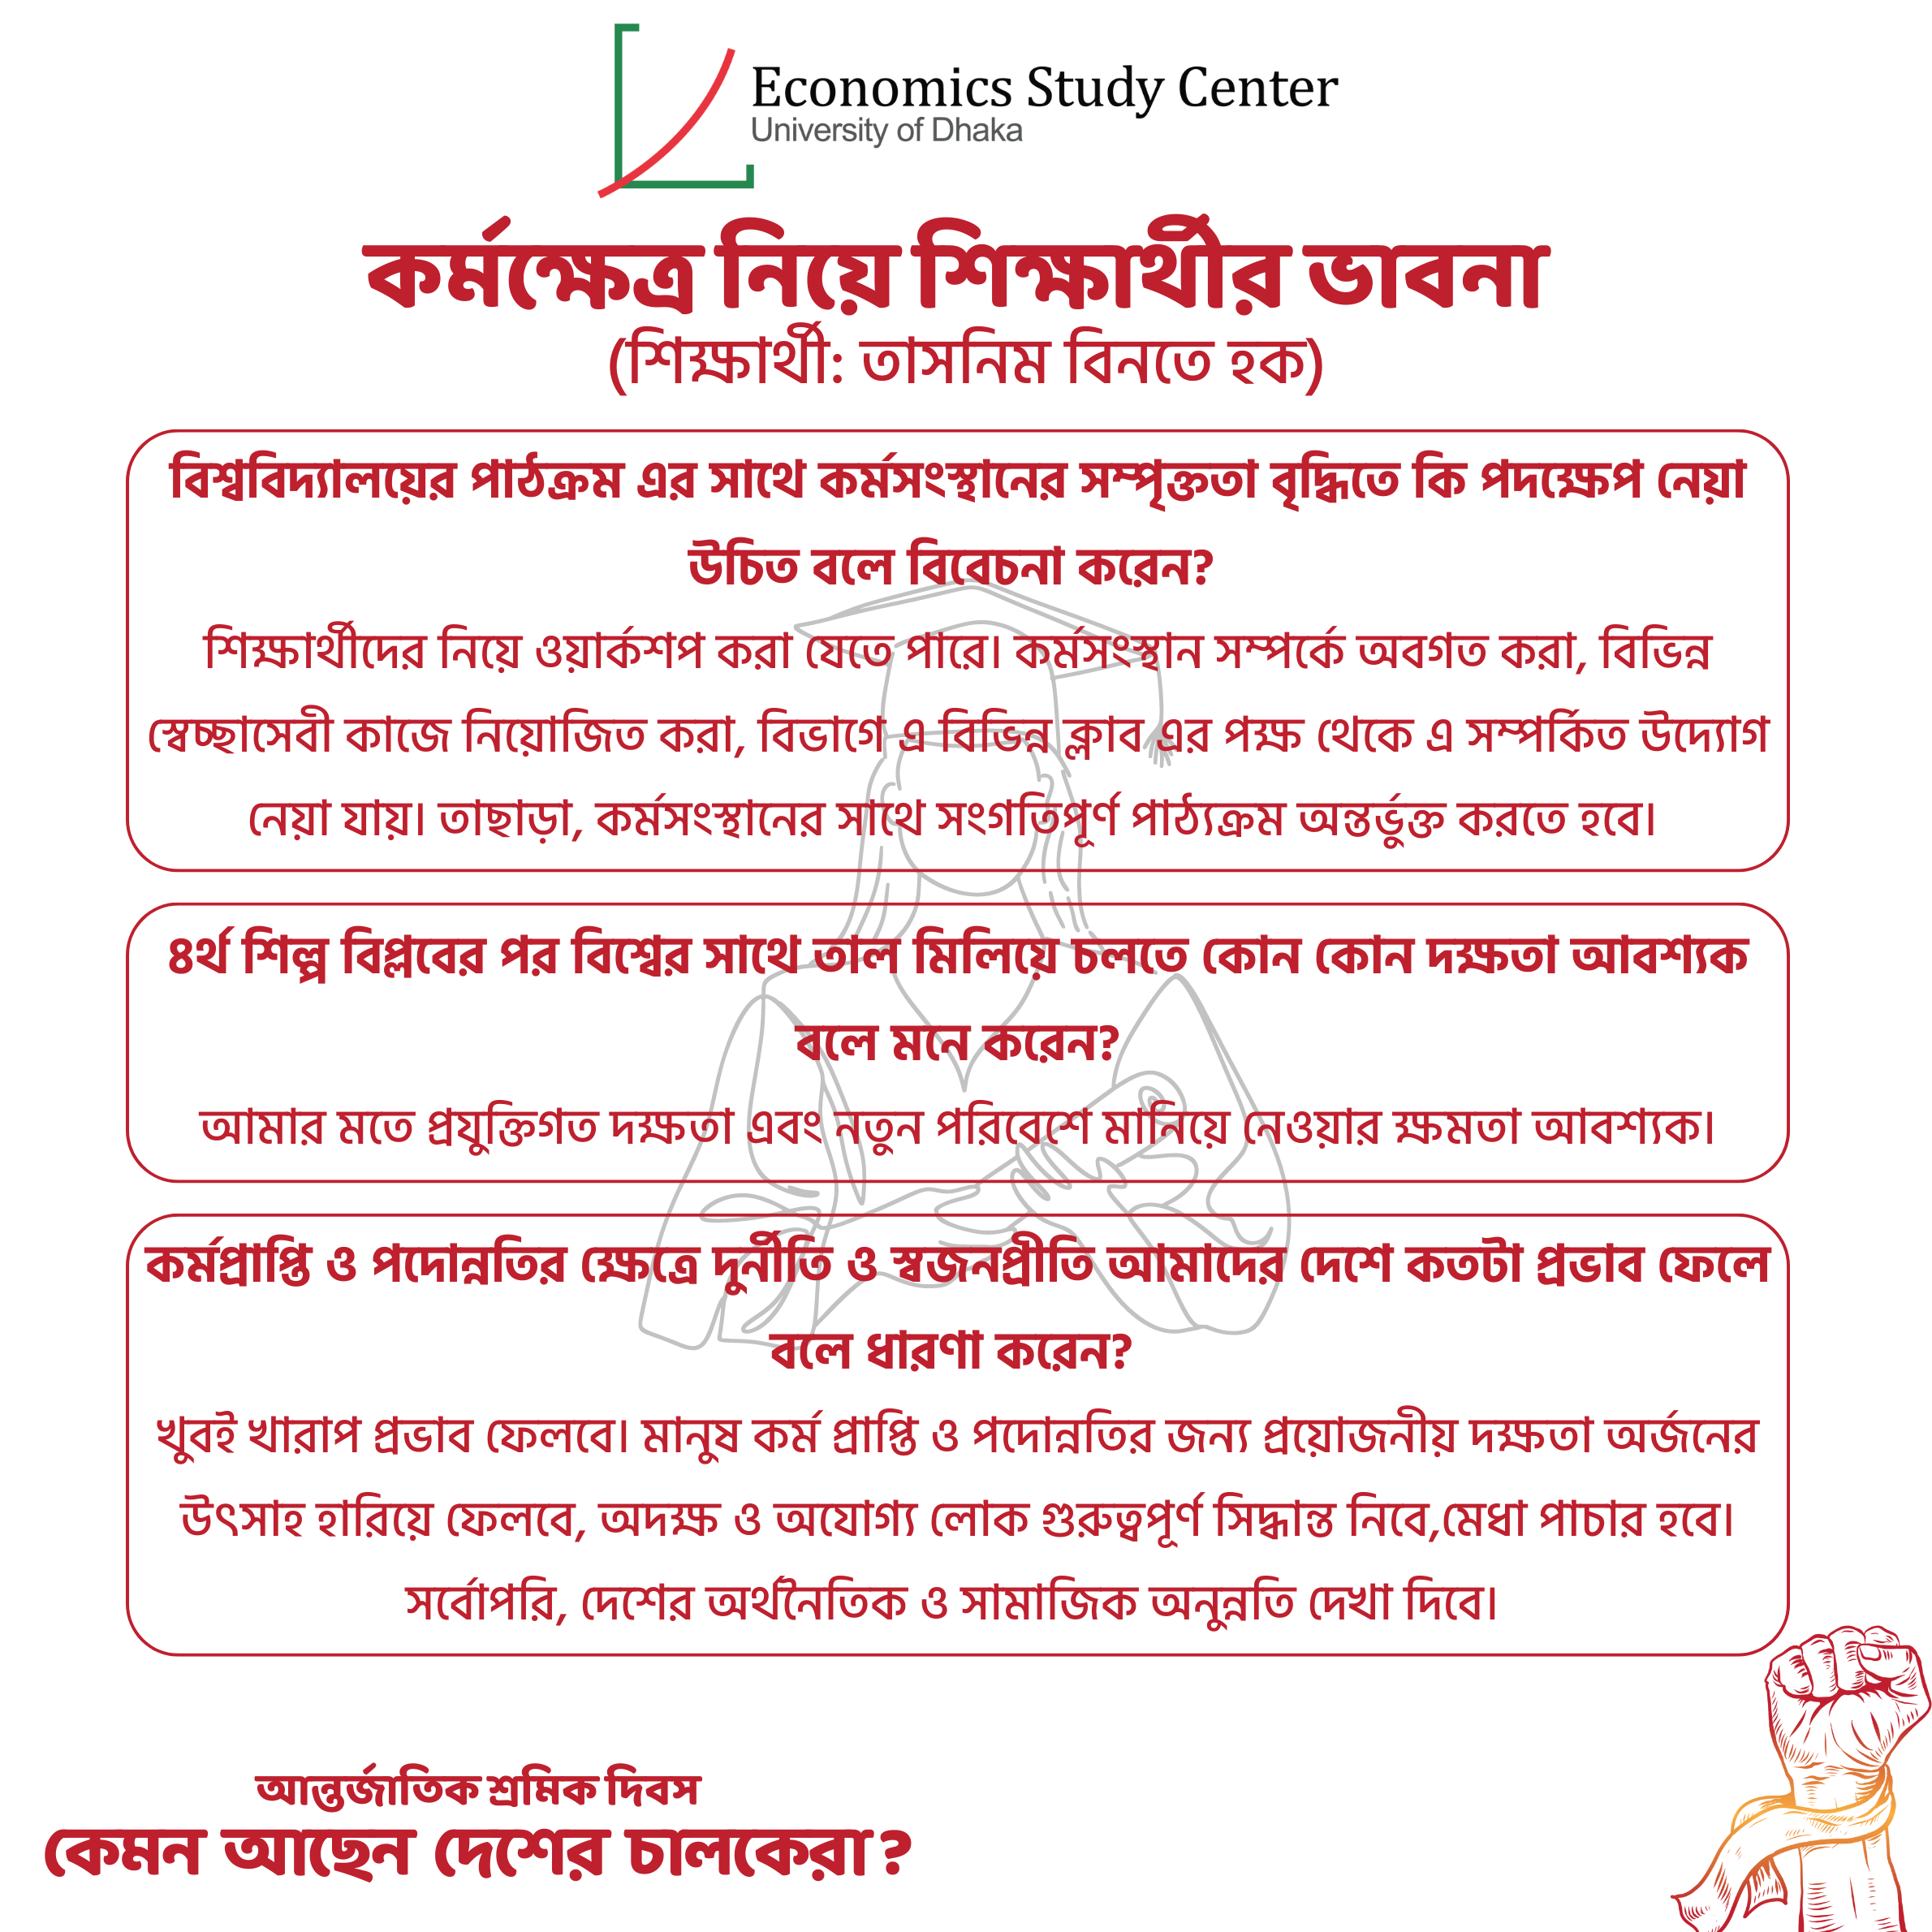 Economics Study Center
University of Dhaka
কর্মক্ষেত্র নিয়ে শিক্ষার্থীর ভাবনা
(শিক্ষার্থী: তাসনিম বিনতে হক)
বিশ্ববিদ্যালয়ের পাঠক্রম এর সাথে কর্মসংস্থানের সম্পৃক্ততা বৃদ্ধিতে কি পদক্ষেপ নেয়া
উচিত বলে বিবেচনা করেন?
শিক্ষার্থীদের নিয়ে ওয়ার্কশপ করা যেতে পারে। কর্মসংস্থান সম্পর্কে অবগত করা, বিভিন্ন
স্বেচ্ছাসেবী কাজে নিয়োজিত করা, বিভাগে এ বিভিন্ন ক্লাব এর পক্ষ থেকে এ সম্পর্কিত উদ্যোগ
নেয়া যায়। তাছাড়া, কর্মসংস্থানের সাথে সংগতিপূর্ণ পাঠ্যক্রম অন্তর্ভুক্ত করতে হবে।
৪র্থ শিল্প বিপ্লবের পর বিশ্বের সাথে তাল মিলিয়ে চলতে কোন কোন দক্ষতা আবশ্যক
বলে মনে করেন?
আমার মতে প্রযুক্তিগত দক্ষতা এবং নতুন পরিবেশে মানিয়ে নেওয়ার ক্ষমতা আবশ্যক।
কর্মপ্রাপ্তি ও পদোন্নতির ক্ষেত্রে দুর্নীতি ও স্বজনপ্রীতি আমাদের দেশে কতটা প্রভাব ফেলে
বলে ধারণা করেন?
খুবই খারাপ প্রভাব ফেলবে। মানুষ কর্ম প্রাপ্তি ও পদোন্নতির জন্য প্রয়োজনীয় দক্ষতা অর্জনের
উৎসাহ হারিয়ে ফেলবে, অদক্ষ ও অযোগ্য লোক গুরুত্বপূর্ণ সিদ্ধান্ত নিবে,মেধা পাচার হবে।
সর্বোপরি, দেশের অর্থনৈতিক ও সামাজিক অনুন্নতি দেখা দিবে।
আন্তর্জাতিক শ্রমিক দিবস
কেমন আছেন দেশের চালকেরা?